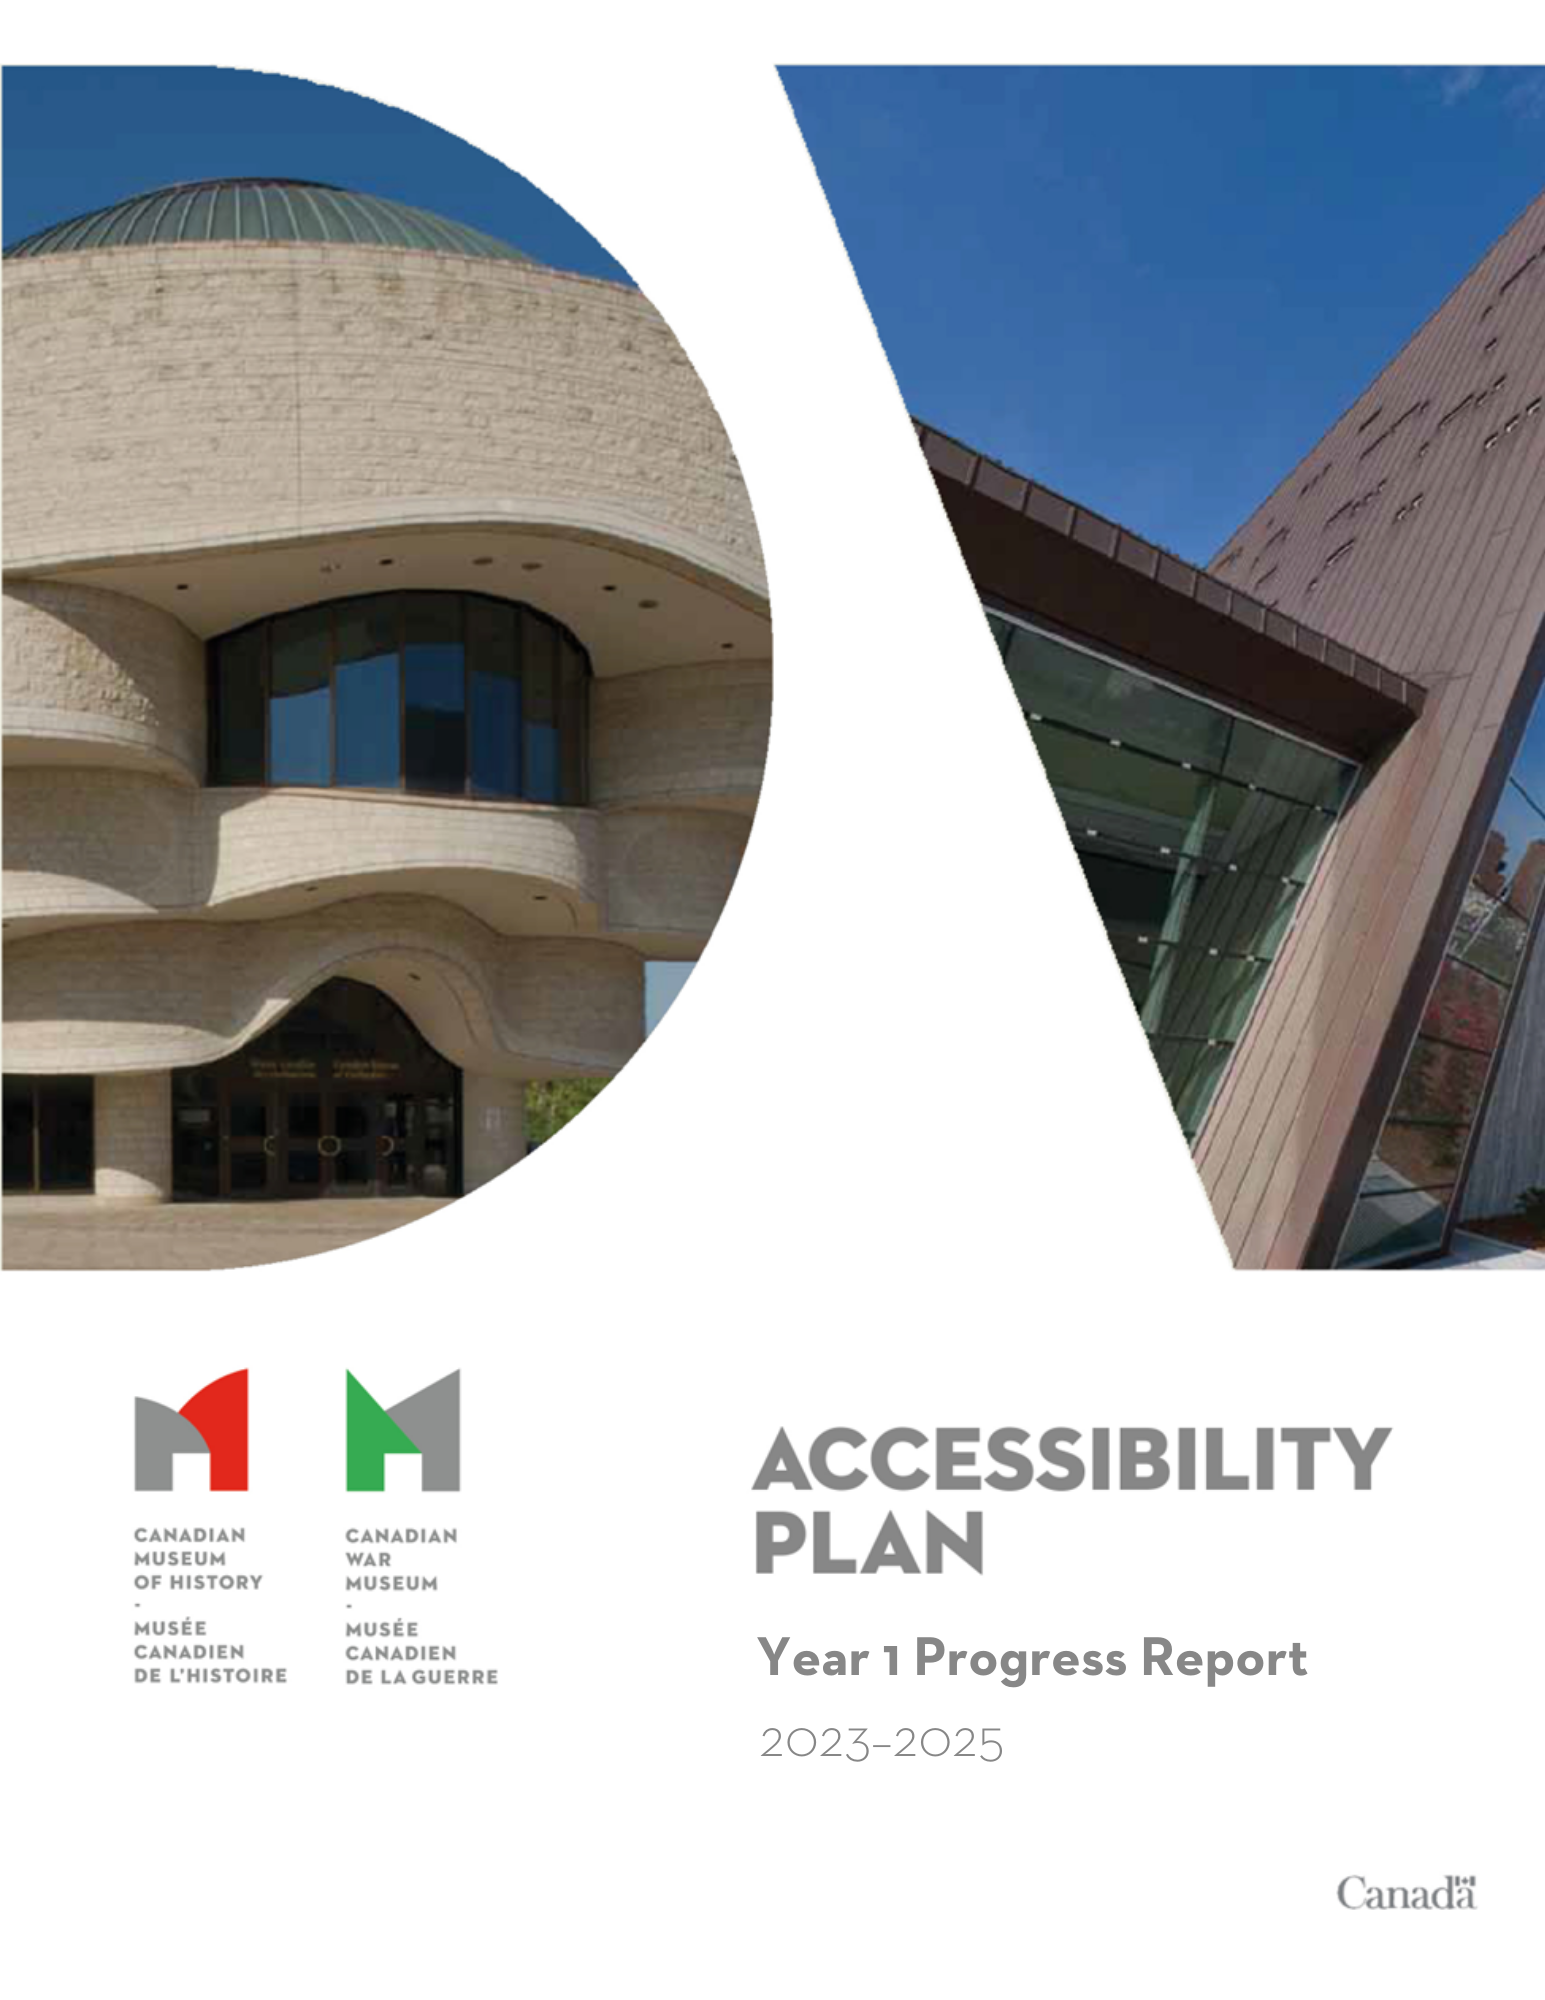 CANADIAN
MUSEUM
OF HISTORY
-
MUSÉE
CANADIEN
DE L'HISTOIRE
CANADIAN
WAR
MUSEUM
-
MUSÉE
CANADIEN
DE LA GUERRE
ACCESSIBILITY
PLAN
Year 1 Progress Report
2023–2025
Canada